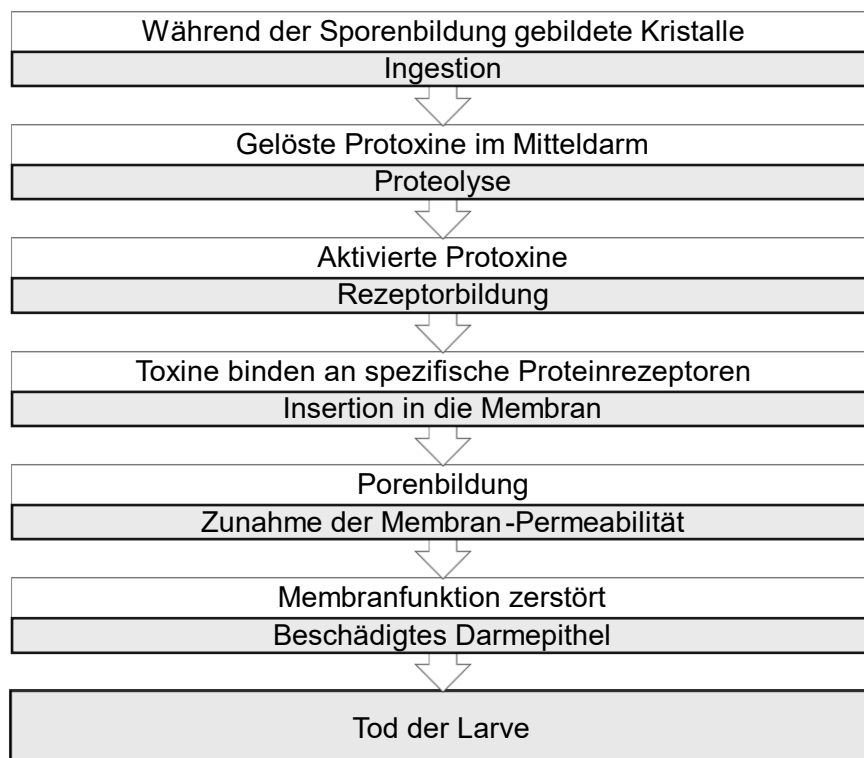 Während der Sporenbildung gebildete Kristalle
Ingestion
Gelöste Protoxine im Mitteldarm
Proteolyse
Aktivierte Protoxine
Rezeptorbildung
Toxine binden an spezifische Proteinrezeptoren
Insertion in die Membran
Porenbildung
Zunahme der Membran-Permeabilität
Membranfunktion zerstört
Beschädigtes Darmepithel
Tod der Larve